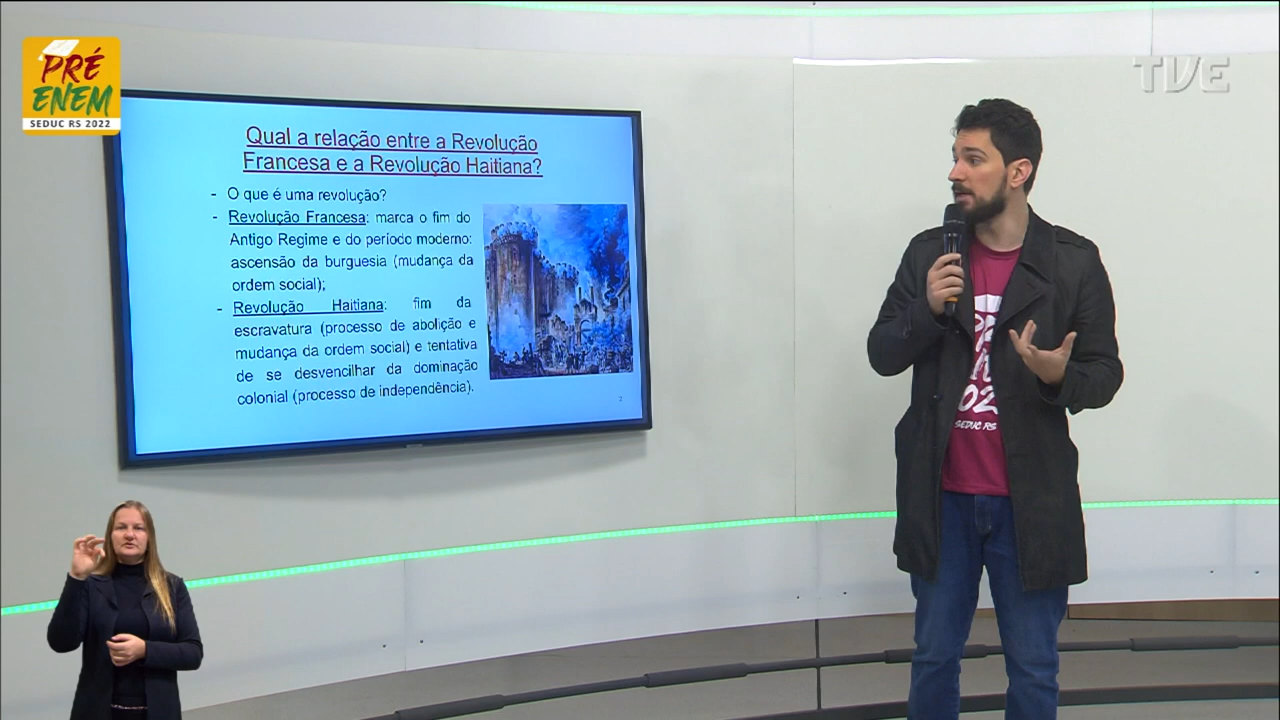 PRÉ
ENEM
SEDUC RS 2022
TVE
Qual a relação entre a Revolução
Francesa e a Revolução Haitiana?
- O que é uma revolução?
- Revolução Francesa: marca o fim do
Antigo Regime e do período moderno:
ascensão da burguesia (mudança da
ordem social);
- Revolução Haitiana: fim da
escravatura (processo de abolição e
mudança da ordem social) e tentativa
de se desvencilhar da dominação
colonial (processo de independência).
2
SEDUC RS